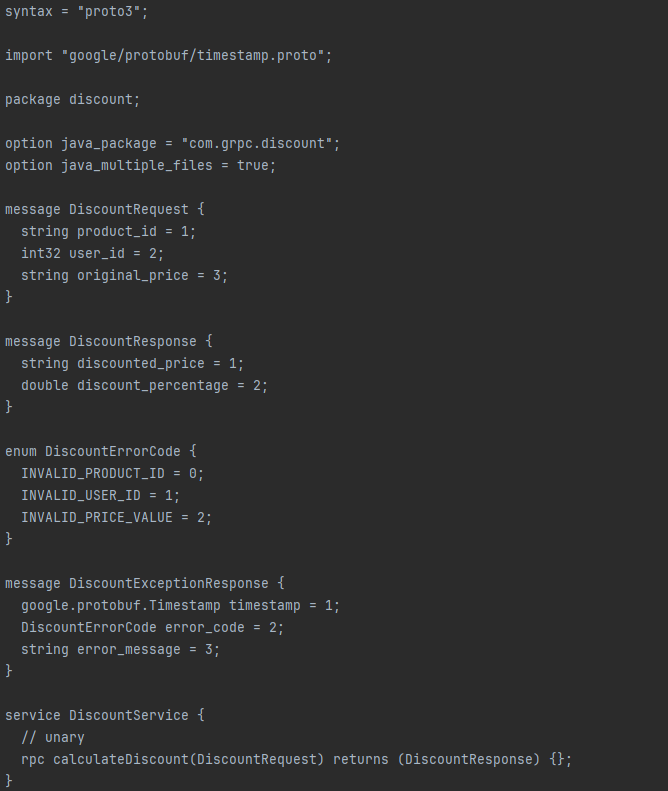 syntax = "proto3";
import "google/protobuf/timestamp.proto";
package discount;
option java_package = "com.grpc.discount";
option java_multiple_files = true;
message DiscountRequest {
  string product_id = 1;
  int32 user_id = 2;
  string original_price = 3;
}
message DiscountResponse {
  string discounted_price = 1;
  double discount_percentage = 2;
}
enum DiscountErrorCode {
  INVALID_PRODUCT_ID = 0;
  INVALID_USER_ID = 1;
  INVALID_PRICE_VALUE = 2;
}
message DiscountExceptionResponse {
  google.protobuf.Timestamp timestamp = 1;
  DiscountErrorCode error_code = 2;
  string error_message = 3;
}
service DiscountService {
  // unary
  rpc calculateDiscount(DiscountRequest) returns (DiscountResponse) {};
}